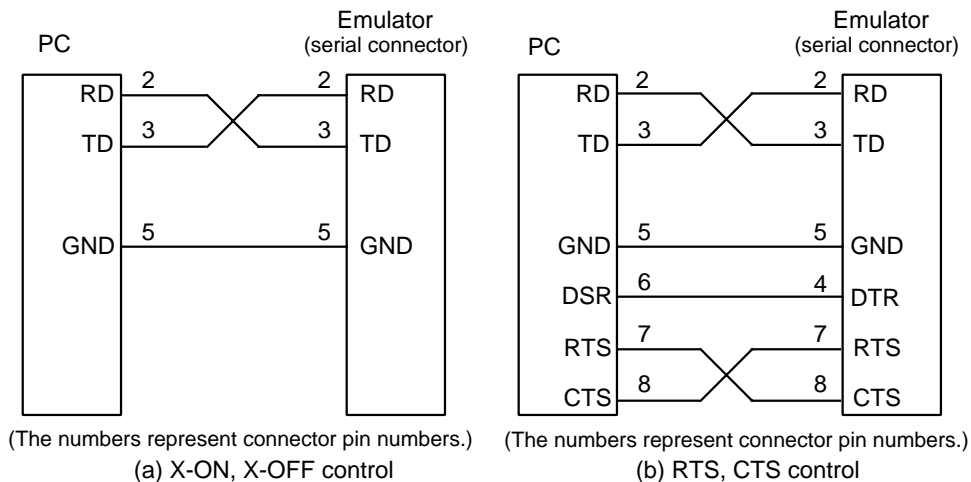 Emulator
(serial connector)
PC
RD 2 2 RD
TD 3 3 TD
GND 5 5 GND
(The numbers represent connector pin numbers.)
(a) X-ON, X-OFF control
Emulator
(serial connector)
PC
RD 2 2 RD
TD 3 3 TD
GND 5 5 GND
DSR 6 4 DTR
RTS 7 7 RTS
CTS 8 8 CTS
(The numbers represent connector pin numbers.)
(b) RTS, CTS control